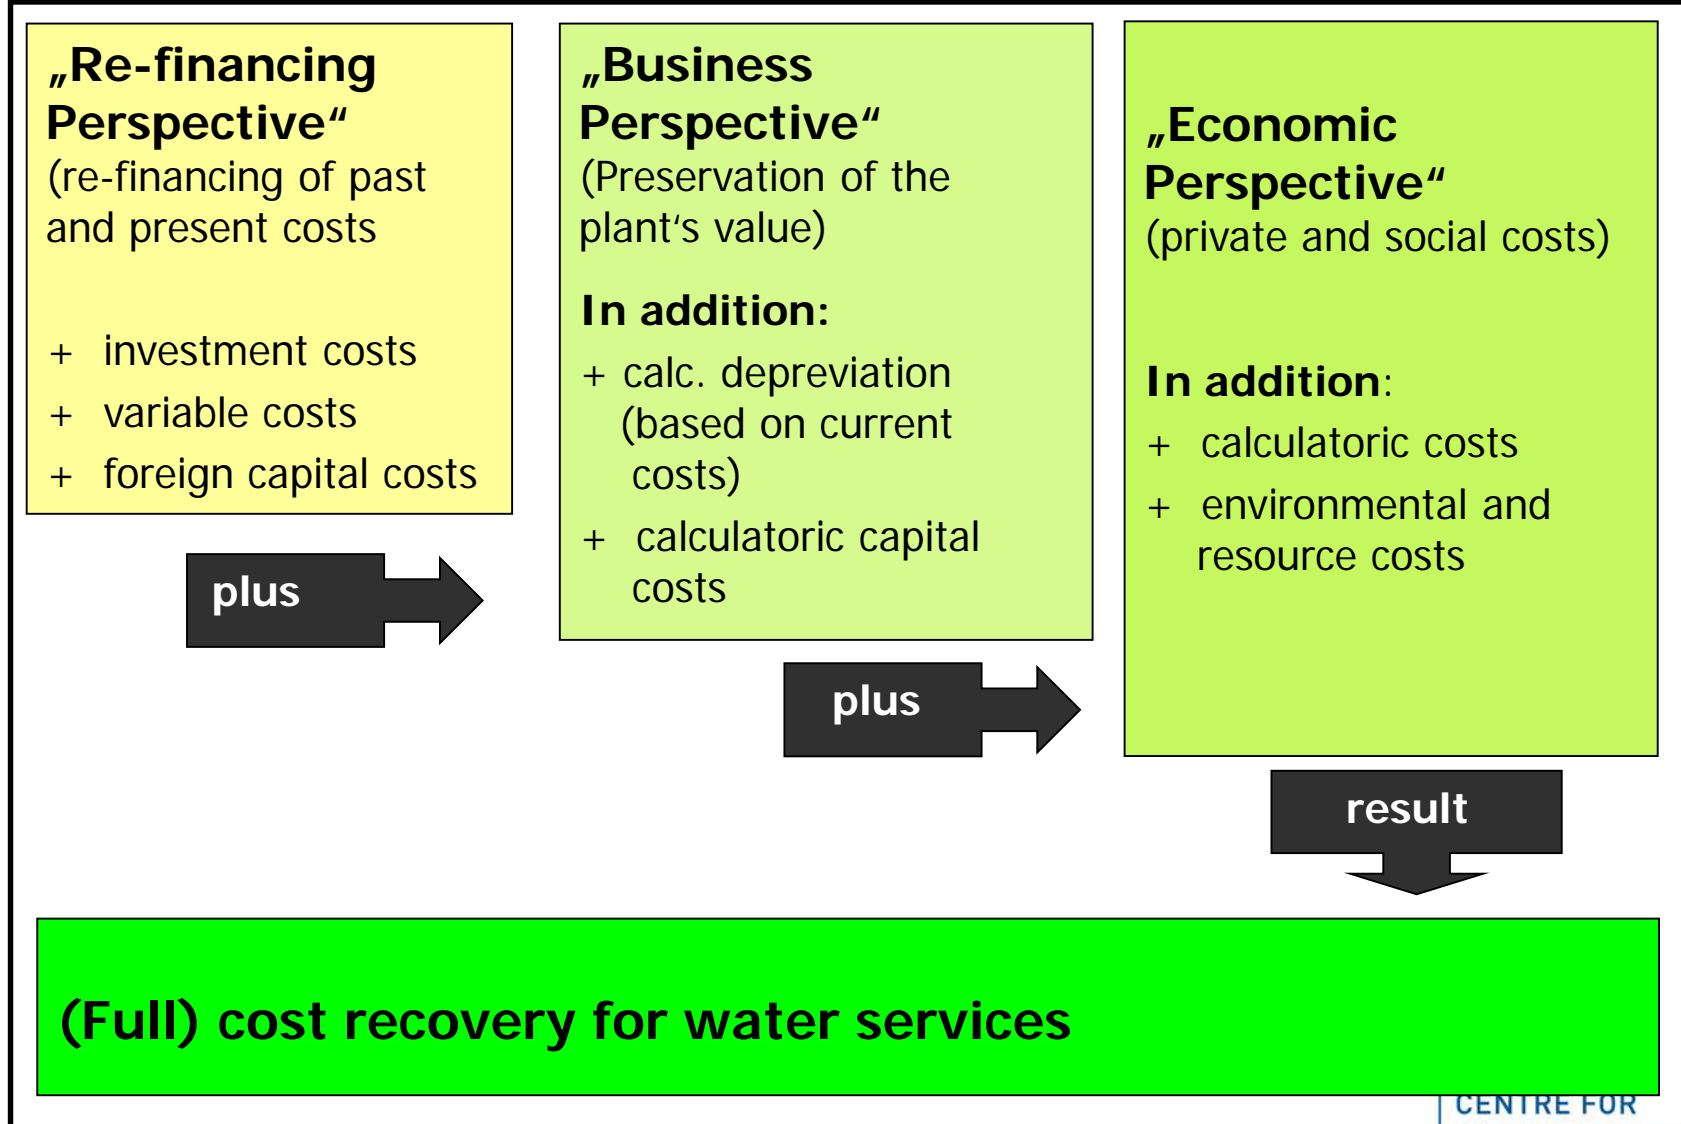 „Re-financing
Perspective“
(re-financing of past
and present costs
+ investment costs
+ variable costs
+ foreign capital costs
plus
„Business
Perspective“
(Preservation of the
plant‘s value)
In addition:
+ calc. depreviation
(based on current
costs)
+ calculatoric capital
costs
plus
„Economic
Perspective“
(private and social costs)
In addition:
+ calculatoric costs
+ environmental and
resource costs
result
(Full) cost recovery for water services
CENTRE FOR